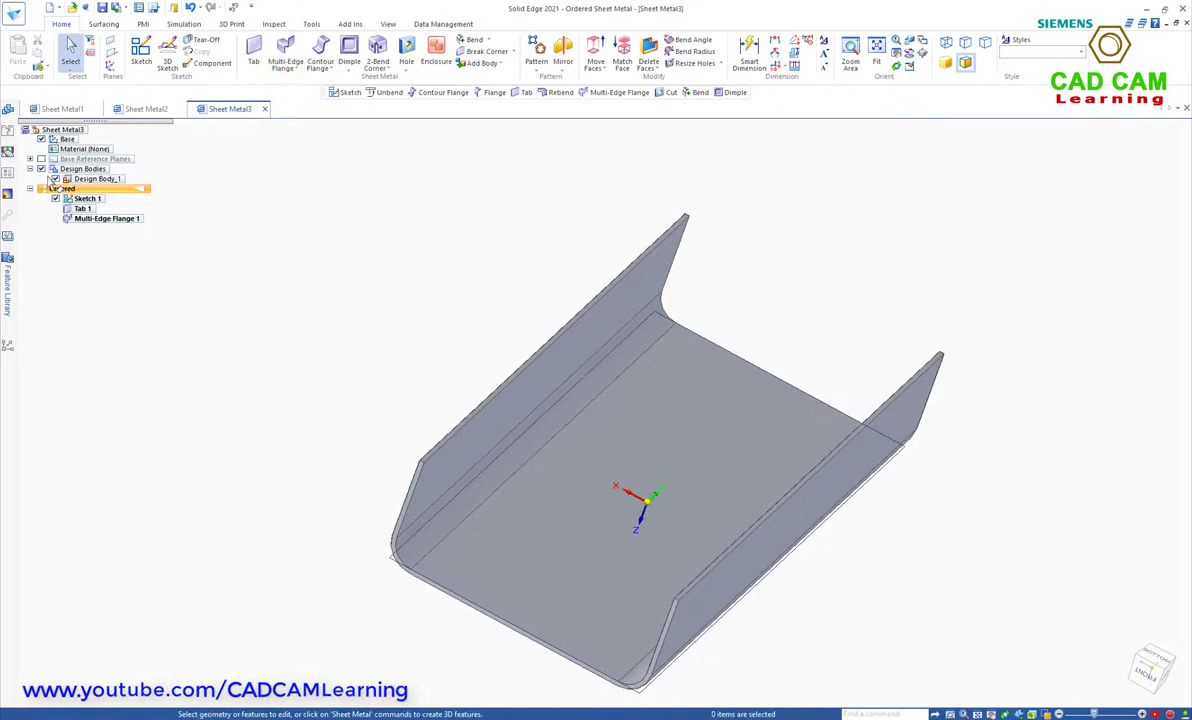 Solid Edge 2021 - Ordered Sheet Metal - [Sheet Metal3]
Home Surfacing PMI Simulation 3D Print Inspect Tools Add Ins View Data Management
SIEMENS
Paste Select Sketch 3D Sketch Tear-Off Copy Component Tab Multi-Edge Flange Contour Flange Dimple 2-Bend Corner Hole Enclosure Bend Break Corner Add Body Pattern Mirror Move Faces Match Face Delete Faces Bend Angle Bend Radius Resize Holes Smart Dimension Zoom Area Fit Styles
Clipboard Select Planes Sketch Sheet Metal Pattern Modify Dimension Orient Style
CAD CAM
Learning
Sketch Unbend Contour Flange Flange Tab Rebend Multi-Edge Flange Cut Bend Dimple
Sheet Metal1 Sheet Metal2 Sheet Metal3
Sheet Metal3
Base
Material (None)
Base Reference Planes
Design Bodies
Design Body_1
Sketch 1
Tab 1
Multi-Edge Flange 1
Feature Library
X
Z
BOTTOM
FRONT
www.youtube.com/CADCAMLearning
Select geometry or features to edit, or click on 'Sheet Metal' commands to create 3D features. 0 items are selected Find a command